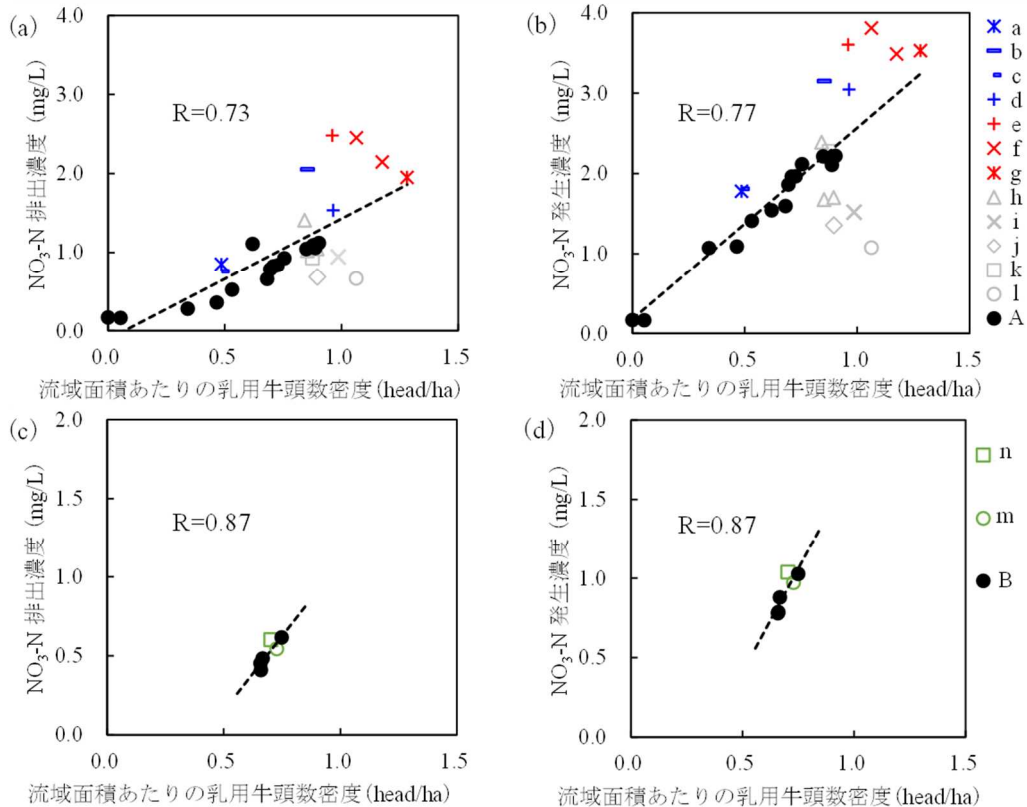 (a)
NO₃-N 排出濃度 (mg/L)
4.0
3.0
2.0
1.0
0.0
R=0.73
0.0 0.5 1.0 1.5
流域面積あたりの乳用牛頭数密度(head/ha)
(b)
NO₃-N 発生濃度 (mg/L)
4.0
3.0
2.0
1.0
0.0
R=0.77
0.0 0.5 1.0 1.5
流域面積あたりの乳用牛頭数密度(head/ha)
a
b
c
d
e
f
g
h
i
j
k
l
A
(c)
NO₃-N 排出濃度 (mg/L)
2.0
1.5
1.0
0.5
0.0
R=0.87
0.0 0.5 1.0 1.5
流域面積あたりの乳用牛頭数密度(head/ha)
(d)
NO₃-N 発生濃度 (mg/L)
2.0
1.5
1.0
0.5
0.0
R=0.87
0.0 0.5 1.0 1.5
流域面積あたりの乳用牛頭数密度(head/ha)
n
m
B